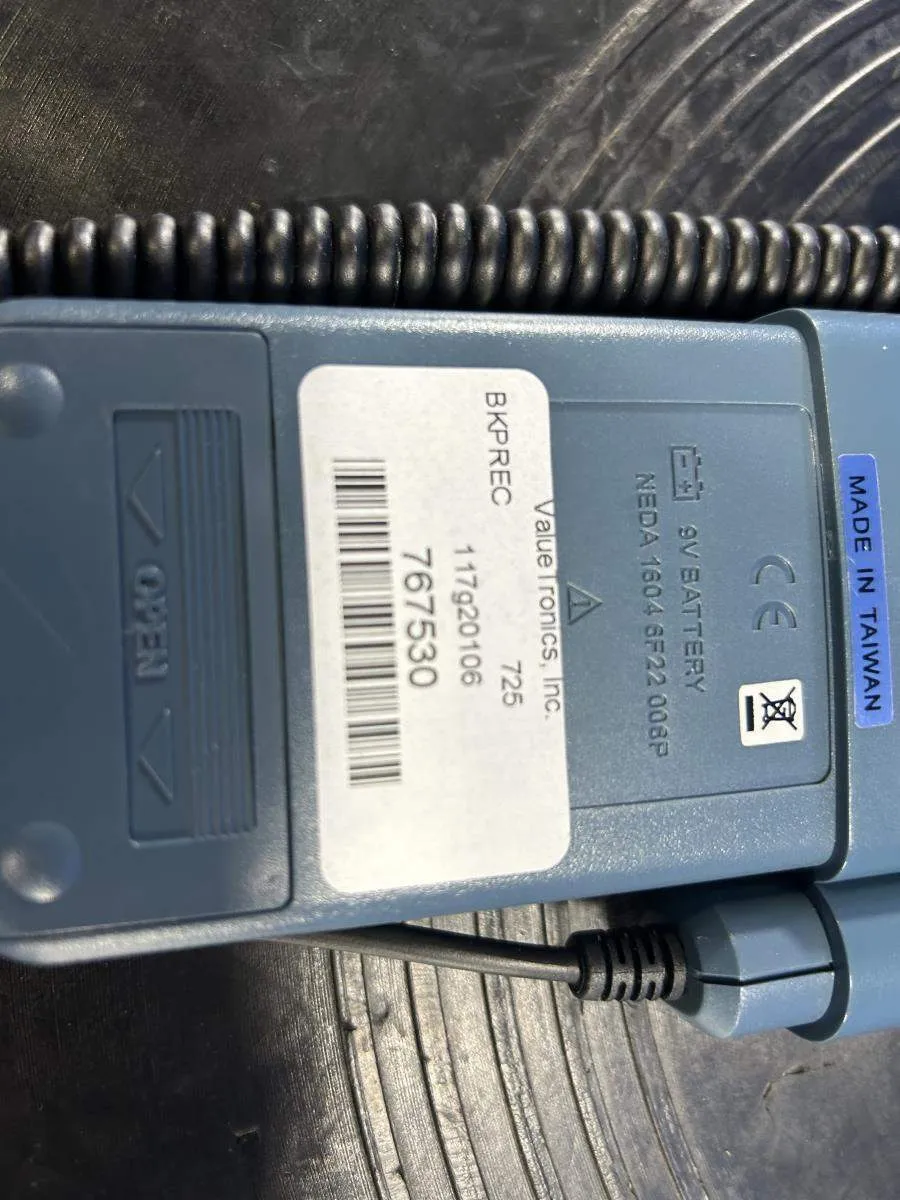 MADE IN TAIWAN
CE
9V BATTERY
NEDA 1604 6F22 006P
ValueTronics, Inc.
BKPREC 725
117g20106
767530
OPEN